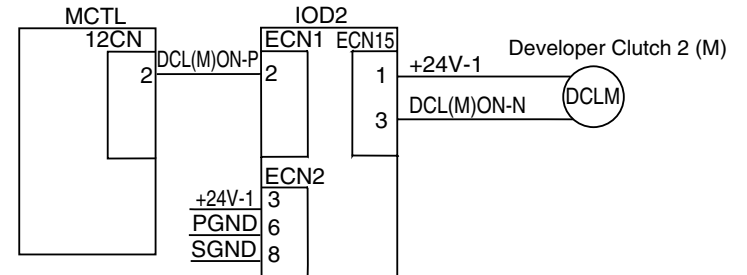 MCTL
IOD2
12CN
ECN1
ECN15
Developer Clutch 2 (M)
2
DCL(M)ON-P
2
1
+24V-1
DCLM
3
DCL(M)ON-N
ECN2
+24V-1
3
PGND
6
SGND
8